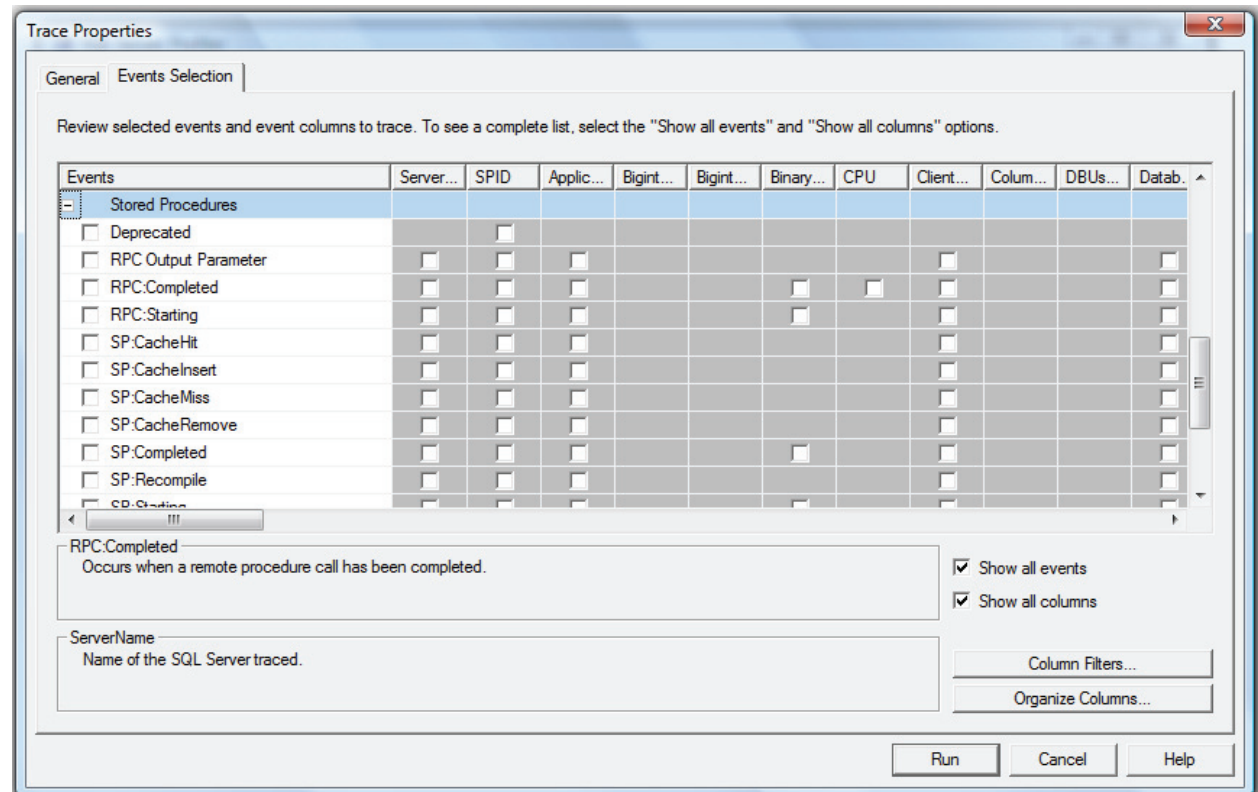 Trace Properties
General Events Selection
Review selected events and event columns to trace. To see a complete list, select the "Show all events" and "Show all columns" options.
Events Server... SPID Applic... Bigint... Bigint... Binary... CPU Client... Colum... DBUs... Datab.
Stored Procedures
Deprecated
RPC Output Parameter
RPC:Completed
RPC:Starting
SP:CacheHit
SP:CacheInsert
SP:CacheMiss
SP:CacheRemove
SP:Completed
SP:Recompile
SP:Starting
RPC:Completed
Occurs when a remote procedure call has been completed.
Show all events
Show all columns
ServerName
Name of the SQL Server traced.
Column Filters...
Organize Columns...
Run Cancel Help